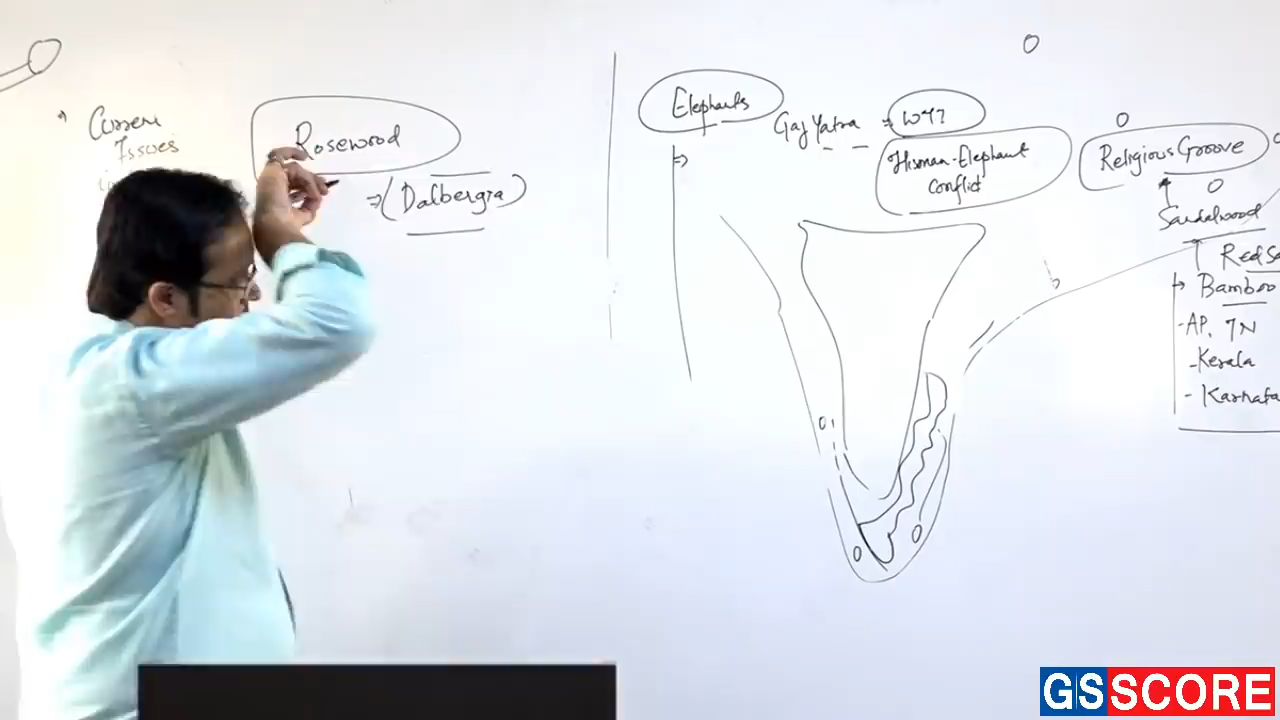 Current
Issues
Rosewood
⇒ (Dalbergia)
Elephants
Gaj Yatra ⇒ WTI
Human-Elephant
Conflict
Religious Groove
Sandalwood
Red Sa
Bamboo
- AP, TN
- Kerala
- Karnata
GSSCORE